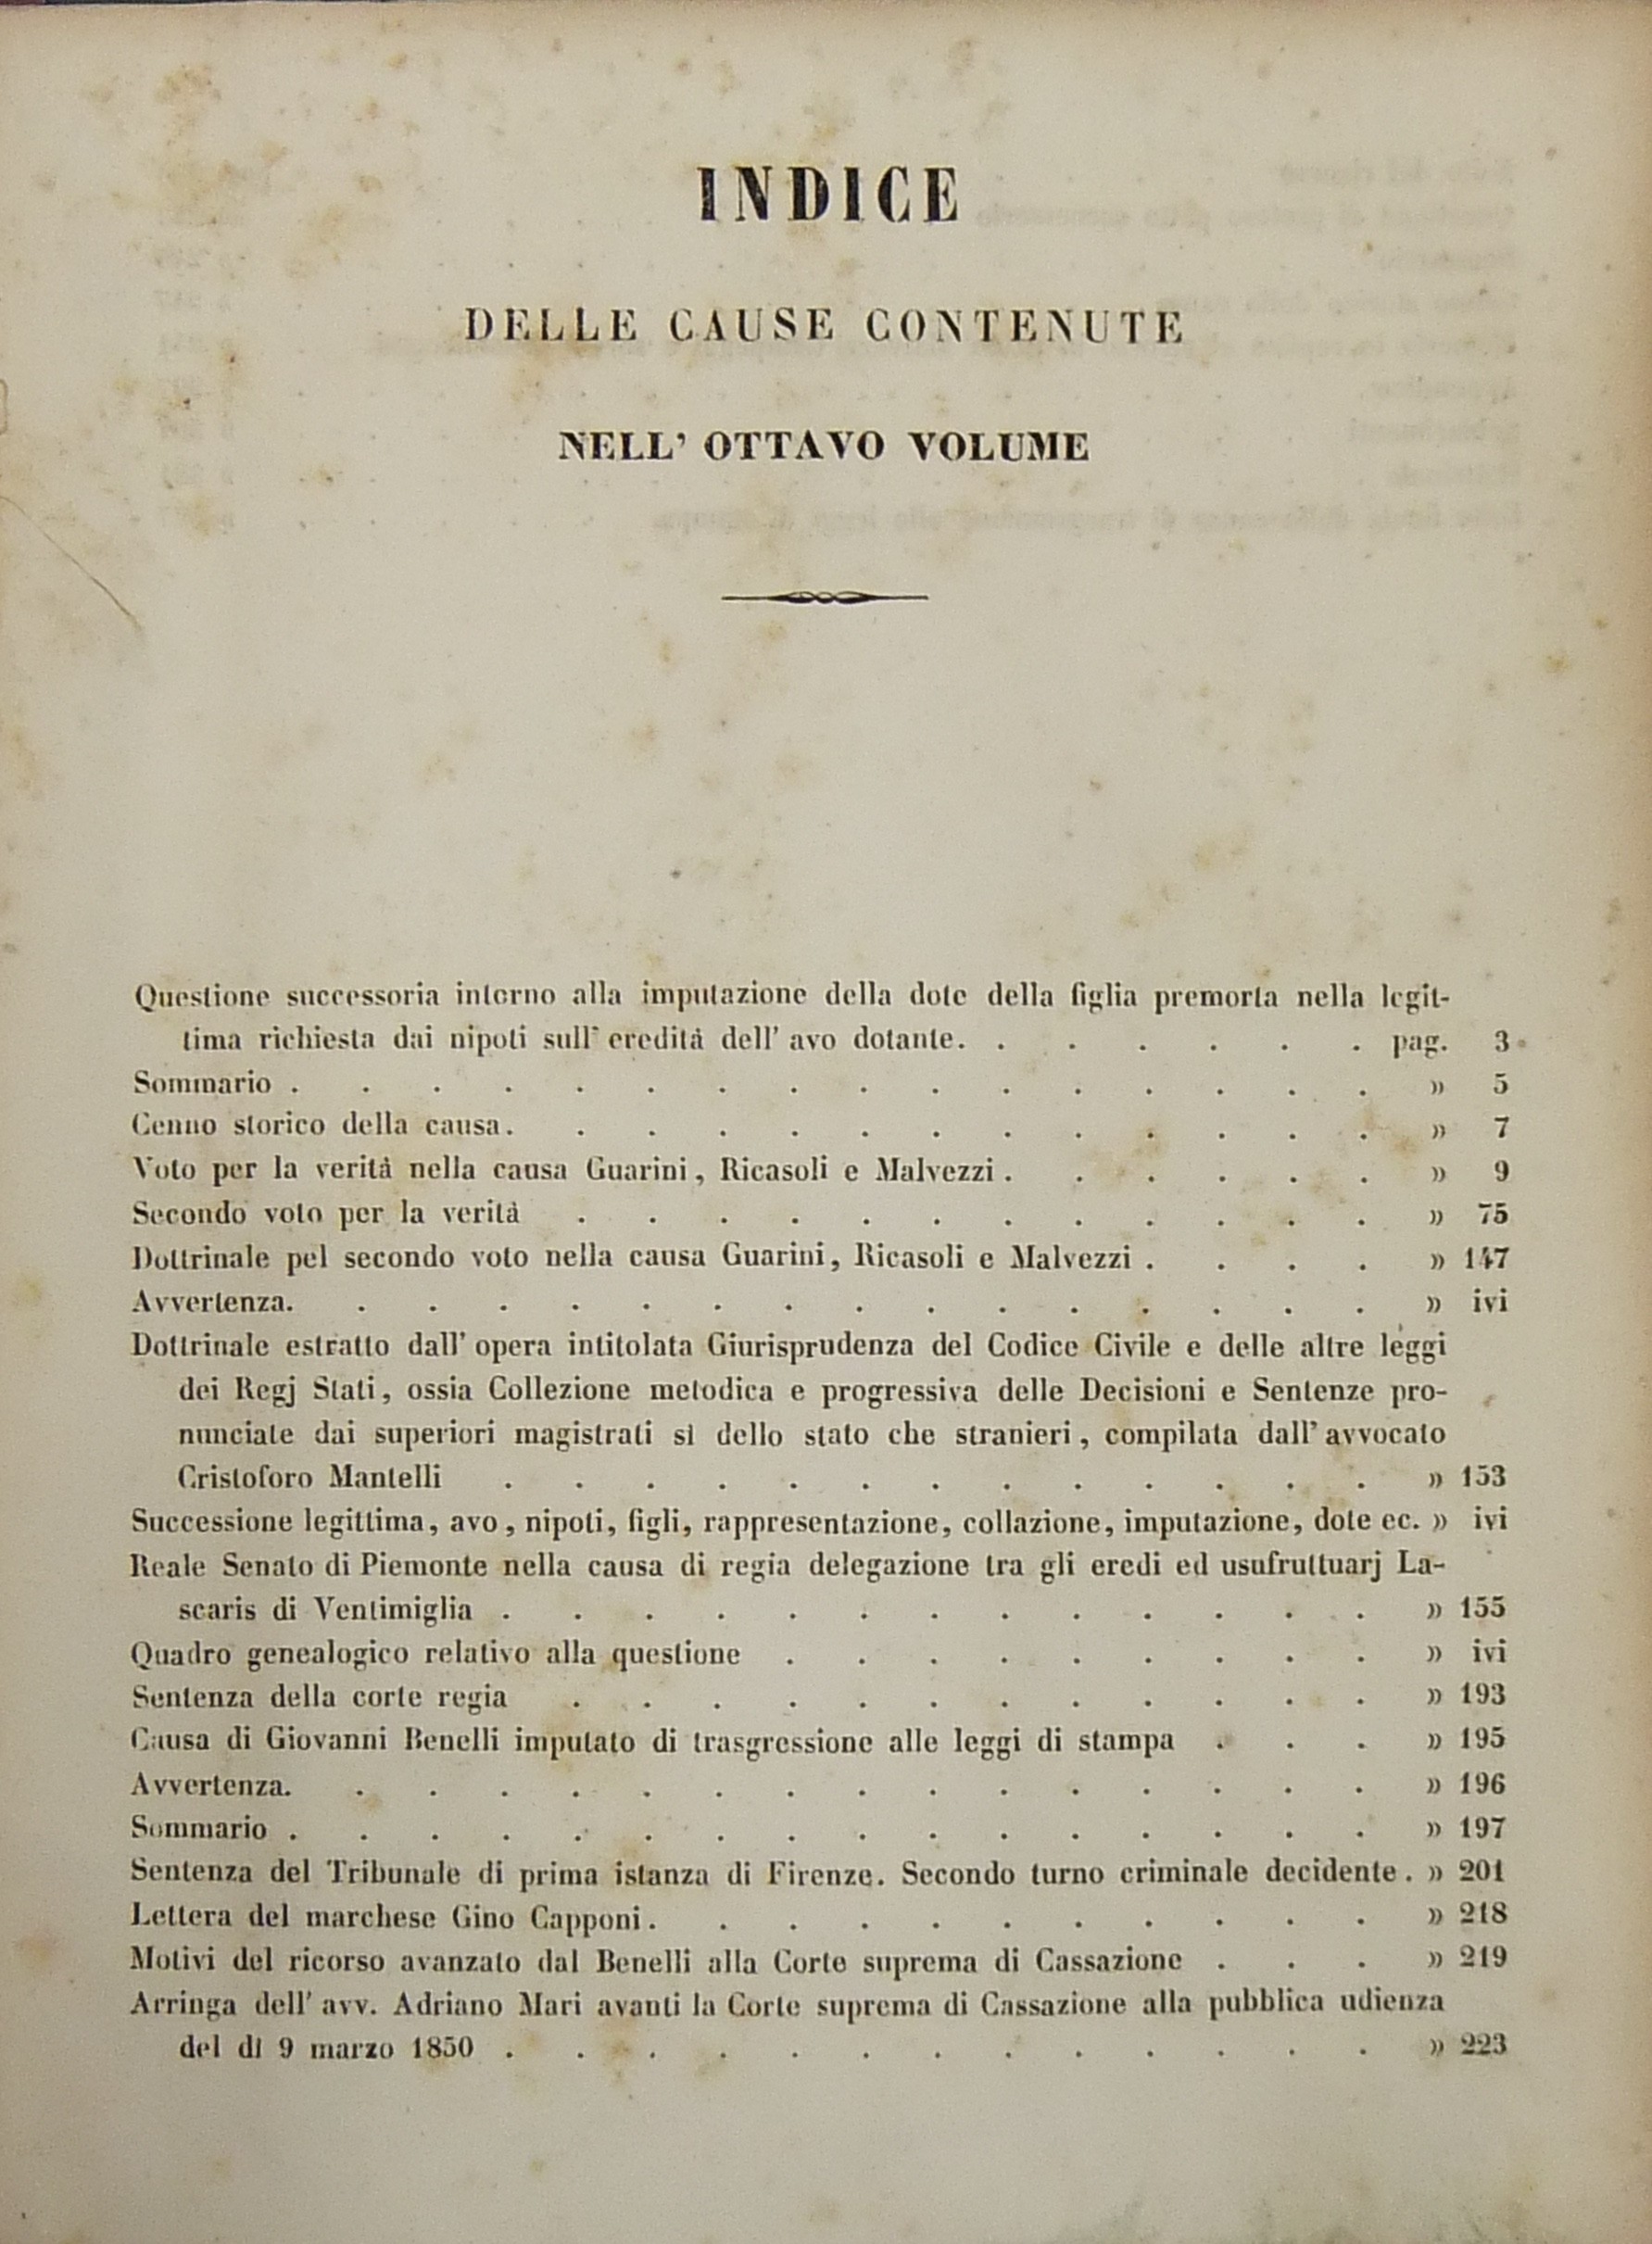 INDICE
DELLE CAUSE CONTENUTE
NELL' OTTAVO VOLUME
Questione successoria intorno alla imputazione della dote della figlia premorta nella legit-
tima richiesta dai nipoti sull' eredità dell' avo dotante. . . . . . . pag. 3
Sommario . . . . . . . . . . . . . . . . » 5
Cenno storico della causa. . . . . . . . . . . . . » 7
Voto per la verità nella causa Guarini, Ricasoli e Malvezzi . . . . . . » 9
Secondo voto per la verità . . . . . . . . . . . . » 75
Dottrinale pel secondo voto nella causa Guarini, Ricasoli e Malvezzi . . . . » 147
Avvertenza. . . . . . . . . . . . . . . . » ivi
Dottrinale estratto dall' opera intitolata Giurisprudenza del Codice Civile e delle altre leggi
dei Regj Stati, ossia Collezione metodica e progressiva delle Decisioni e Sentenze pro-
nunciate dai superiori magistrati sì dello stato che stranieri, compilata dall' avvocato
Cristoforo Mantelli . . . . . . . . . . . . . » 153
Successione legittima, avo, nipoti, figli, rappresentazione, collazione, imputazione, dote ec. » ivi
Reale Senato di Piemonte nella causa di regia delegazione tra gli eredi ed usufruttuarj La-
scaris di Ventimiglia . . . . . . . . . . . . . » 155
Quadro genealogico relativo alla questione . . . . . . . . . » ivi
Sentenza della corte regia . . . . . . . . . . . . » 193
Causa di Giovanni Benelli imputato di trasgressione alle leggi di stampa . . . » 195
Avvertenza. . . . . . . . . . . . . . . . » 196
Sommario . . . . . . . . . . . . . . . . » 197
Sentenza del Tribunale di prima istanza di Firenze. Secondo turno criminale decidente . » 201
Lettera del marchese Gino Capponi. . . . . . . . . . . » 218
Motivi del ricorso avanzato dal Benelli alla Corte suprema di Cassazione . . . » 219
Arringa dell' avv. Adriano Mari avanti la Corte suprema di Cassazione alla pubblica udienza
del dì 9 marzo 1850 . . . . . . . . . . . . . » 223